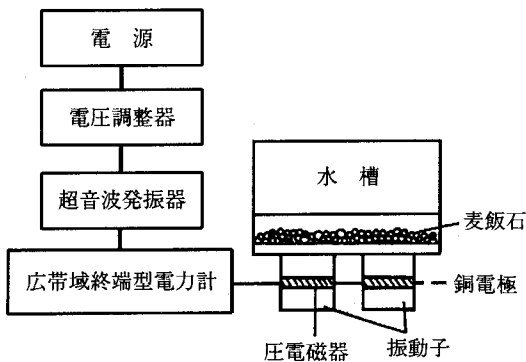 電源
電圧調整器
超音波発振器
広帯域終端型電力計
水槽
麦飯石
銅電極
圧電磁器
振動子